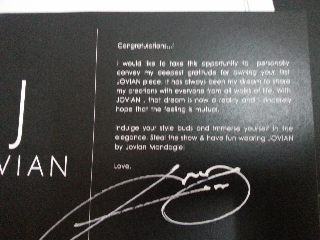 Congratulations...!
I would like to take this opportunity to personally
convey my deepest gratitude for owning your first
JOVIAN piece. It has always been my dream to share
my creations with everyone from all walks of life. With
JOVIAN , that dream is now a reality and I sincerely
hope that the feeling is mutual.
Indulge your style buds and immerse yourself in the
elegance. Steal the show & have fun wearing JOVIAN
by Jovian Mandagie!
Love,
J
OVIAN